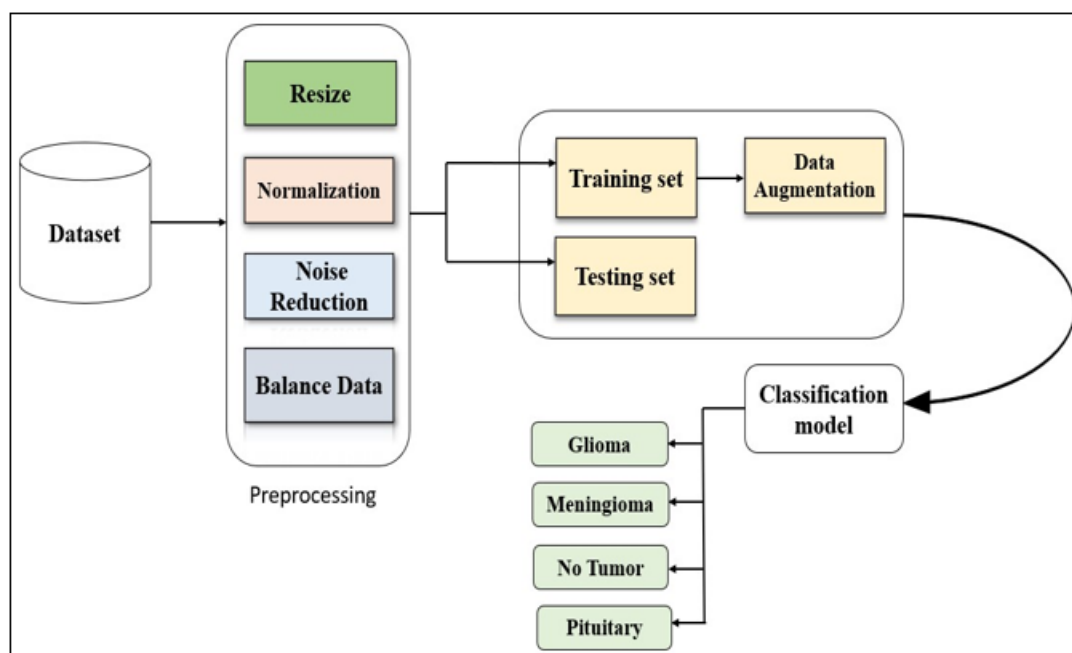 Dataset
Resize
Normalization
Noise
Reduction
Balance Data
Preprocessing
Training set
Data
Augmentation
Testing set
Classification
model
Glioma
Meningioma
No Tumor
Pituitary